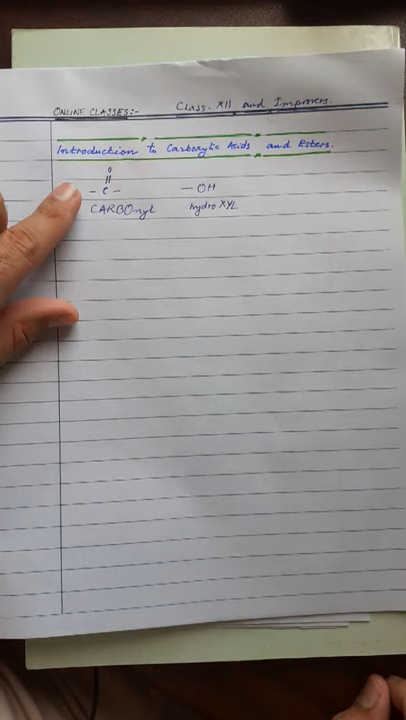 ONLINE CLASSES:- Class-XII and Improvers.
Introduction to Carboxylic Acids and Esters.
O
||
- C - - OH
CARBOnyl hydroXYL